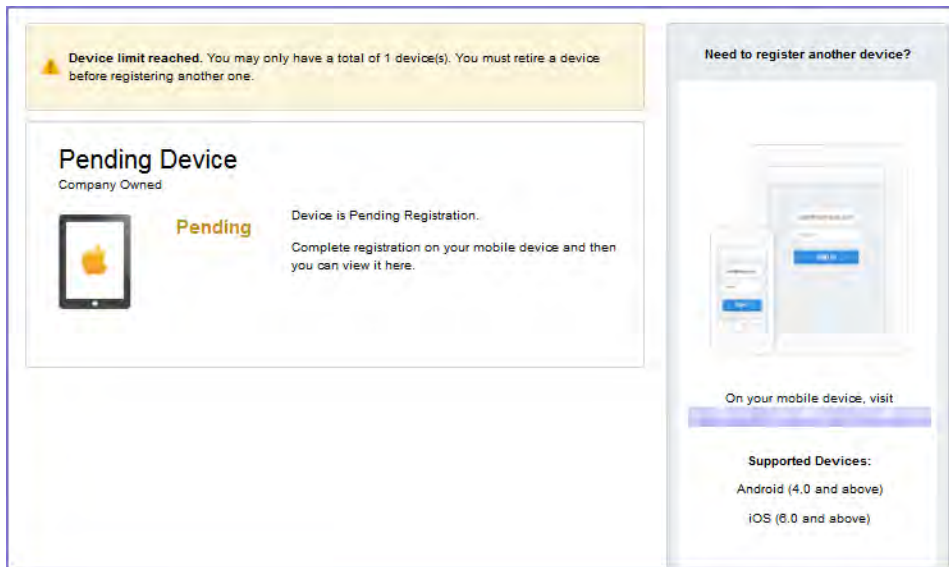 Device limit reached. You may only have a total of 1 device(s). You must retire a device
before registering another one.
Pending Device
Company Owned
Pending
Device is Pending Registration.
Complete registration on your mobile device and then
you can view it here.
Need to register another device?
On your mobile device, visit
Supported Devices:
Android (4.0 and above)
iOS (6.0 and above)